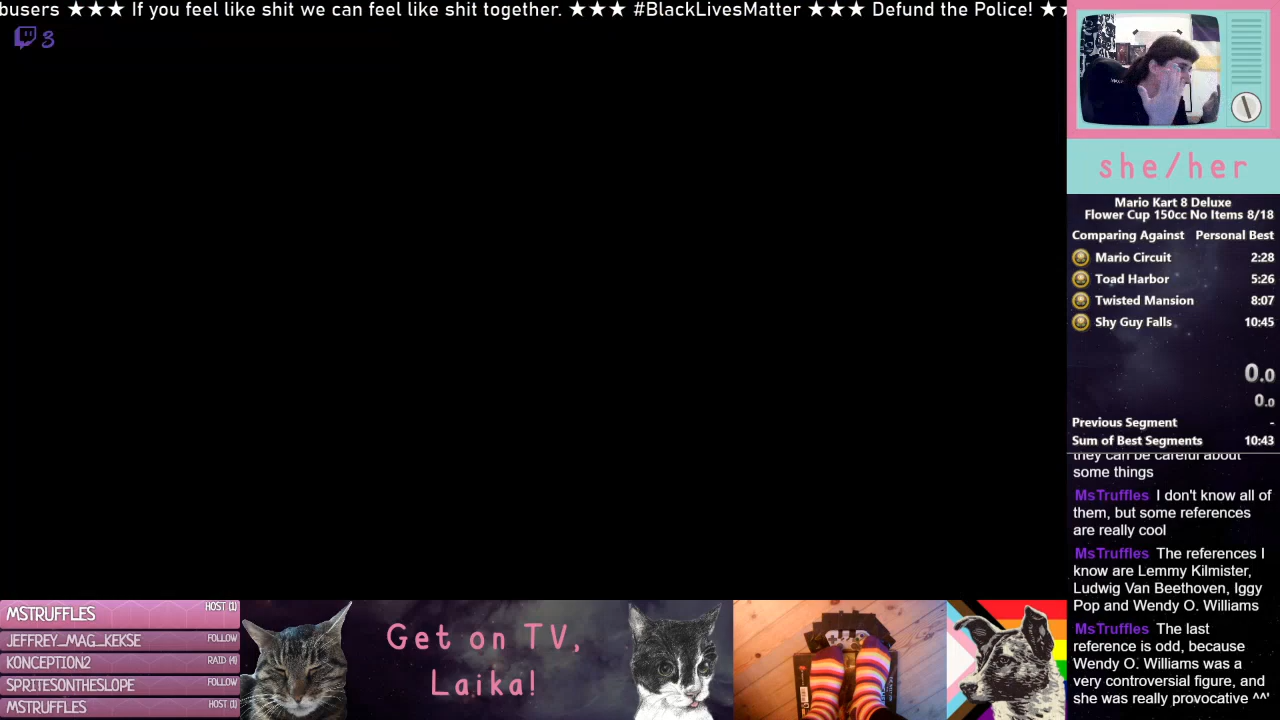 busers ★★★ If you feel like shit we can feel like shit together. ★★★ #BlackLivesMatter ★★★ Defund the Police! ★
3
she/her
Mario Kart 8 Deluxe
Flower Cup 150cc No Items 8/18
Comparing Against Personal Best
Mario Circuit 2:28
Toad Harbor 5:26
Twisted Mansion 8:07
Shy Guy Falls 10:45
0.0
0.0
Previous Segment -
Sum of Best Segments 10:43
they can be careful about
some things
MsTruffles I don't know all of
them, but some references
are really cool
MsTruffles The references I
know are Lemmy Kilmister,
Ludwig Van Beethoven, Iggy
Pop and Wendy O. Williams
MsTruffles The last
reference is odd, because
Wendy O. Williams was a
very controversial figure, and
she was really provocative ^^'
MSTRUFFLES HOST (1)
JEFFREY_MAG_KEKSE FOLLOW
KONCEPTION2 RAID (4)
SPRITESONTHESLOPE FOLLOW
MSTRUFFLES HOST (1)
Get on TV,
Laika!